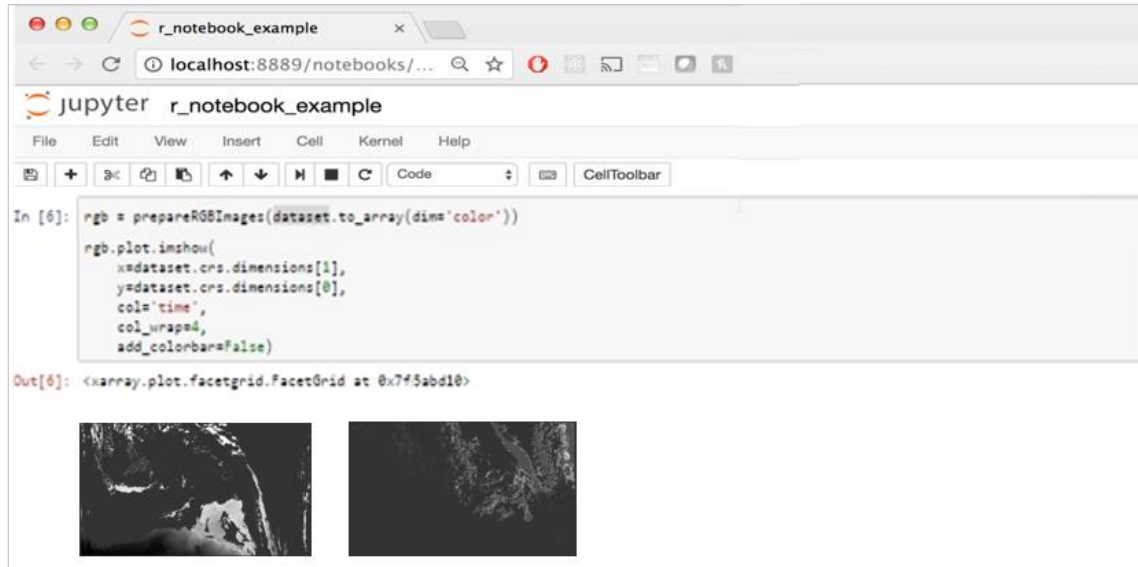 r_notebook_example ×
localhost:8889/notebooks/...
jupyter r_notebook_example
File Edit View Insert Cell Kernel Help
Code CellToolbar
In [6]: rgb = prepareRGBImages(dataset.to_array(dim='color'))
rgb.plot.imshow(
x=dataset.crs.dimensions[1],
y=dataset.crs.dimensions[0],
col='time',
col_wrap=4,
add_colorbar=False)
Out[6]: <xarray.plot.facetgrid.FacetGrid at 0x7f5abd10>